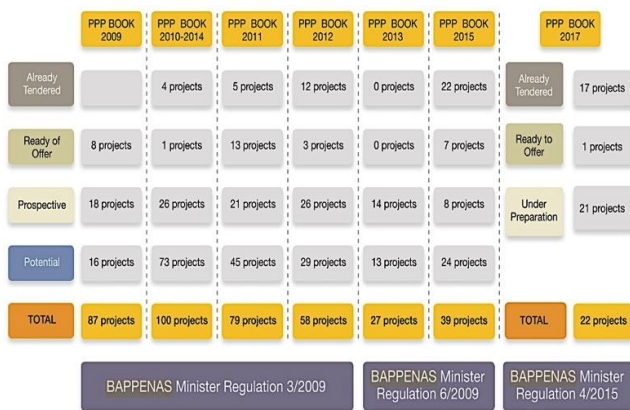 PPP BOOK 2009
PPP BOOK 2010-2014
PPP BOOK 2011
PPP BOOK 2012
PPP BOOK 2013
PPP BOOK 2015
PPP BOOK 2017
Already Tendered
4 projects
5 projects
12 projects
0 projects
22 projects
Already Tendered
17 projects
Ready of Offer
8 projects
1 projects
13 projects
3 projects
0 projects
7 projects
Ready to Offer
1 projects
Prospective
18 projects
26 projects
21 projects
26 projects
14 projects
8 projects
Under Preparation
21 projects
Potential
16 projects
73 projects
45 projects
29 projects
13 projects
24 projects
TOTAL
87 projects
100 projects
79 projects
58 projects
27 projects
39 projects
TOTAL
22 projects
BAPPENAS Minister Regulation 3/2009
BAPPENAS Minister
Regulation 6/2009
BAPPENAS Minister
Regulation 4/2015